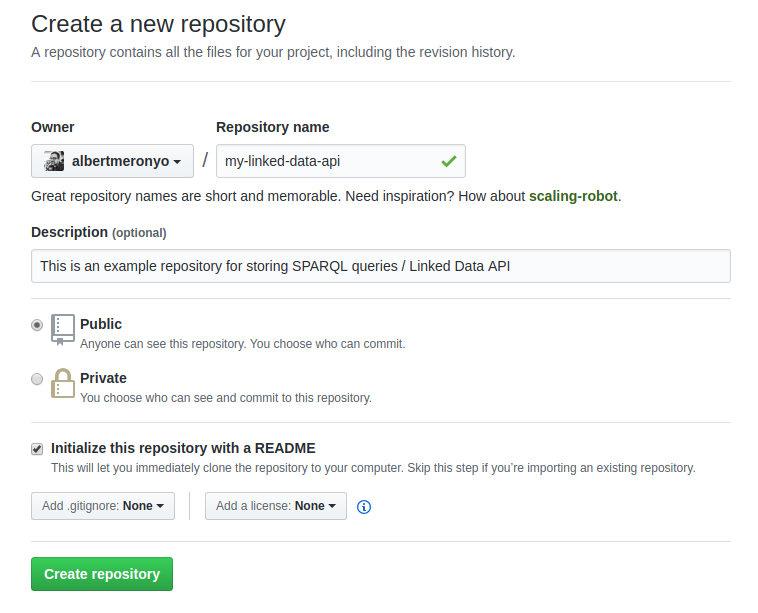 Create a new repository
A repository contains all the files for your project, including the revision history.
Owner
Repository name
albertmeronyo / my-linked-data-api
Great repository names are short and memorable. Need inspiration? How about scaling-robot.
Description (optional)
This is an example repository for storing SPARQL queries / Linked Data API
Public
Anyone can see this repository. You choose who can commit.
Private
You choose who can see and commit to this repository.
Initialize this repository with a README
This will let you immediately clone the repository to your computer. Skip this step if you’re importing an existing repository.
Add .gitignore: None
Add a license: None
Create repository